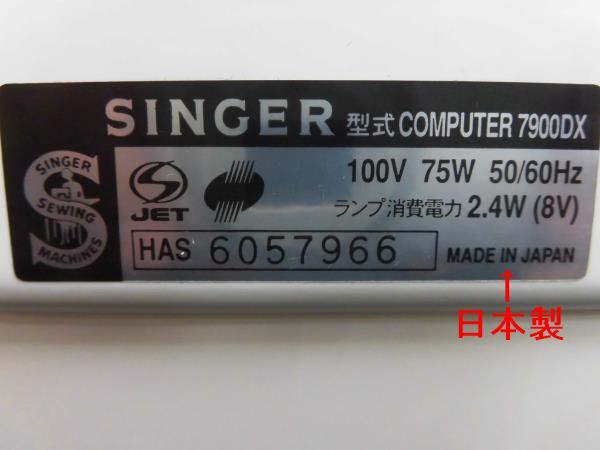 SINGER 型式 COMPUTER 7900DX
SINGER
SEWING
MACHINES
JET
100V 75W 50/60Hz
ランプ消費電力 2.4W (8V)
HAS 6057966
MADE IN JAPAN
日本製